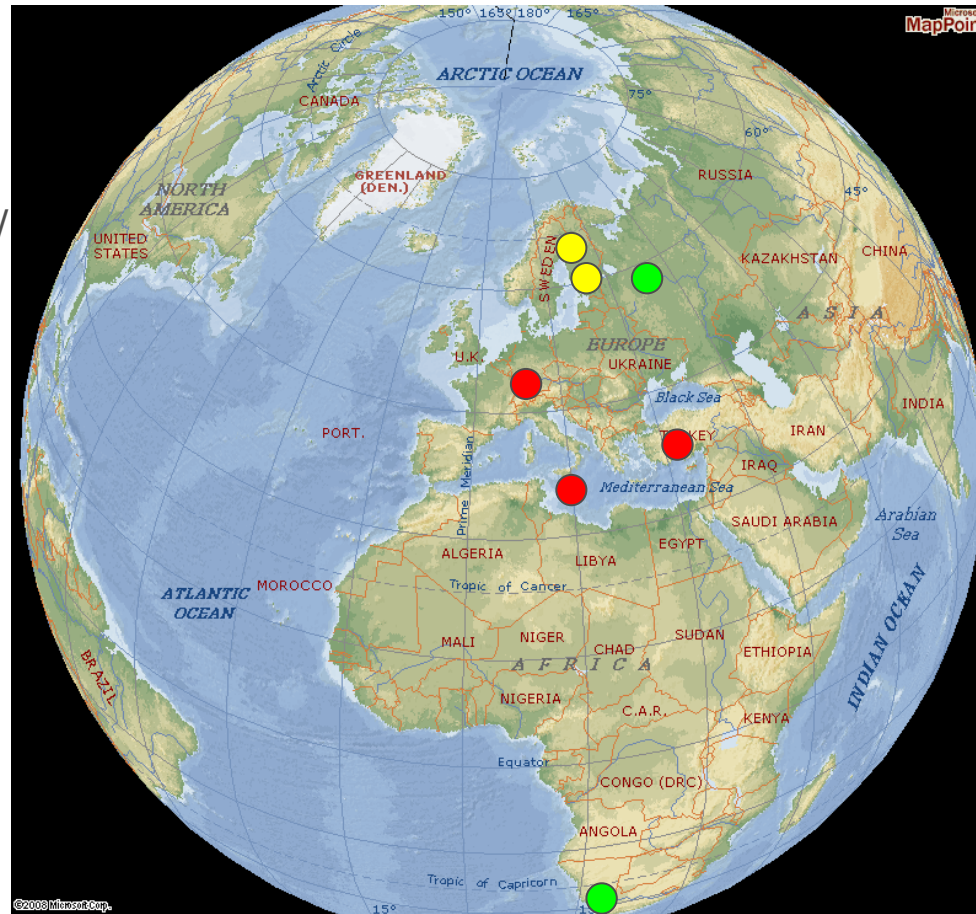 150° 165° 180° 165°
Microso
MapPoin
Arctic Circle
ARCTIC OCEAN
75°
CANADA
60°
RUSSIA
GREENLAND
(DEN.)
45°
NORTH
AMERICA
/
UNITED
STATES
SWEDEN
CHINA
KAZAKHSTAN
ASIA
EUROPE
U.K.
UKRAINE
Black Sea
INDIA
PORT.
TURKEY
IRAN
IRAQ
Prime Meridian
Mediterranean Sea
SAUDI ARABIA
Arabian
Sea
ALGERIA
LIBYA
EGYPT
MOROCCO
Tropic of Cancer
ATLANTIC
OCEAN
INDIAN OCEAN
MALI
NIGER
CHAD
SUDAN
ETHIOPIA
AFRICA
BRAZIL
NIGERIA
C.A.R.
KENYA
Equator
CONGO (DRC)
ANGOLA
Tropic of Capricorn
©2008 Microsoft Corp.
15°